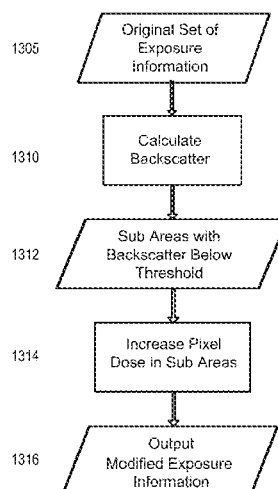 1305
Original Set of
Exposure
Information
1310
Calculate
Backscatter
1312
Sub Areas with
Backscatter Below
Threshold
1314
Increase Pixel
Dose in Sub Areas
1316
Output
Modified Exposure
Information